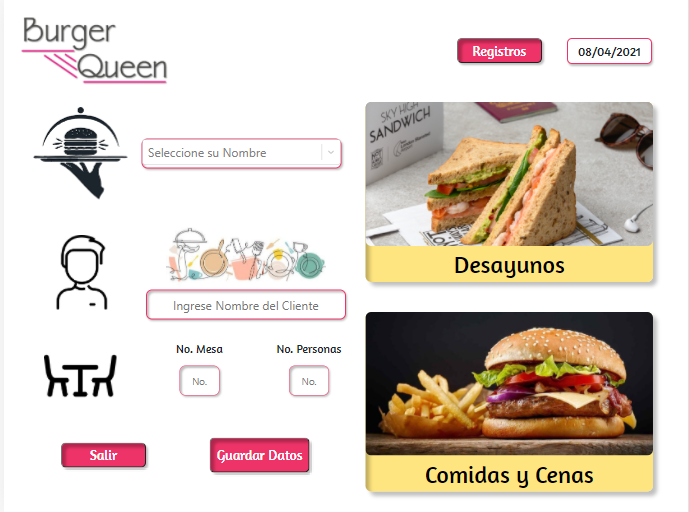 Burger
Queen
Registros
08/04/2021
Seleccione su Nombre
SKY HIGH
SANDWICH
Desayunos
Ingrese Nombre del Cliente
No. Mesa
No. Personas
No.
No.
Salir
Guardar Datos
Comidas y Cenas